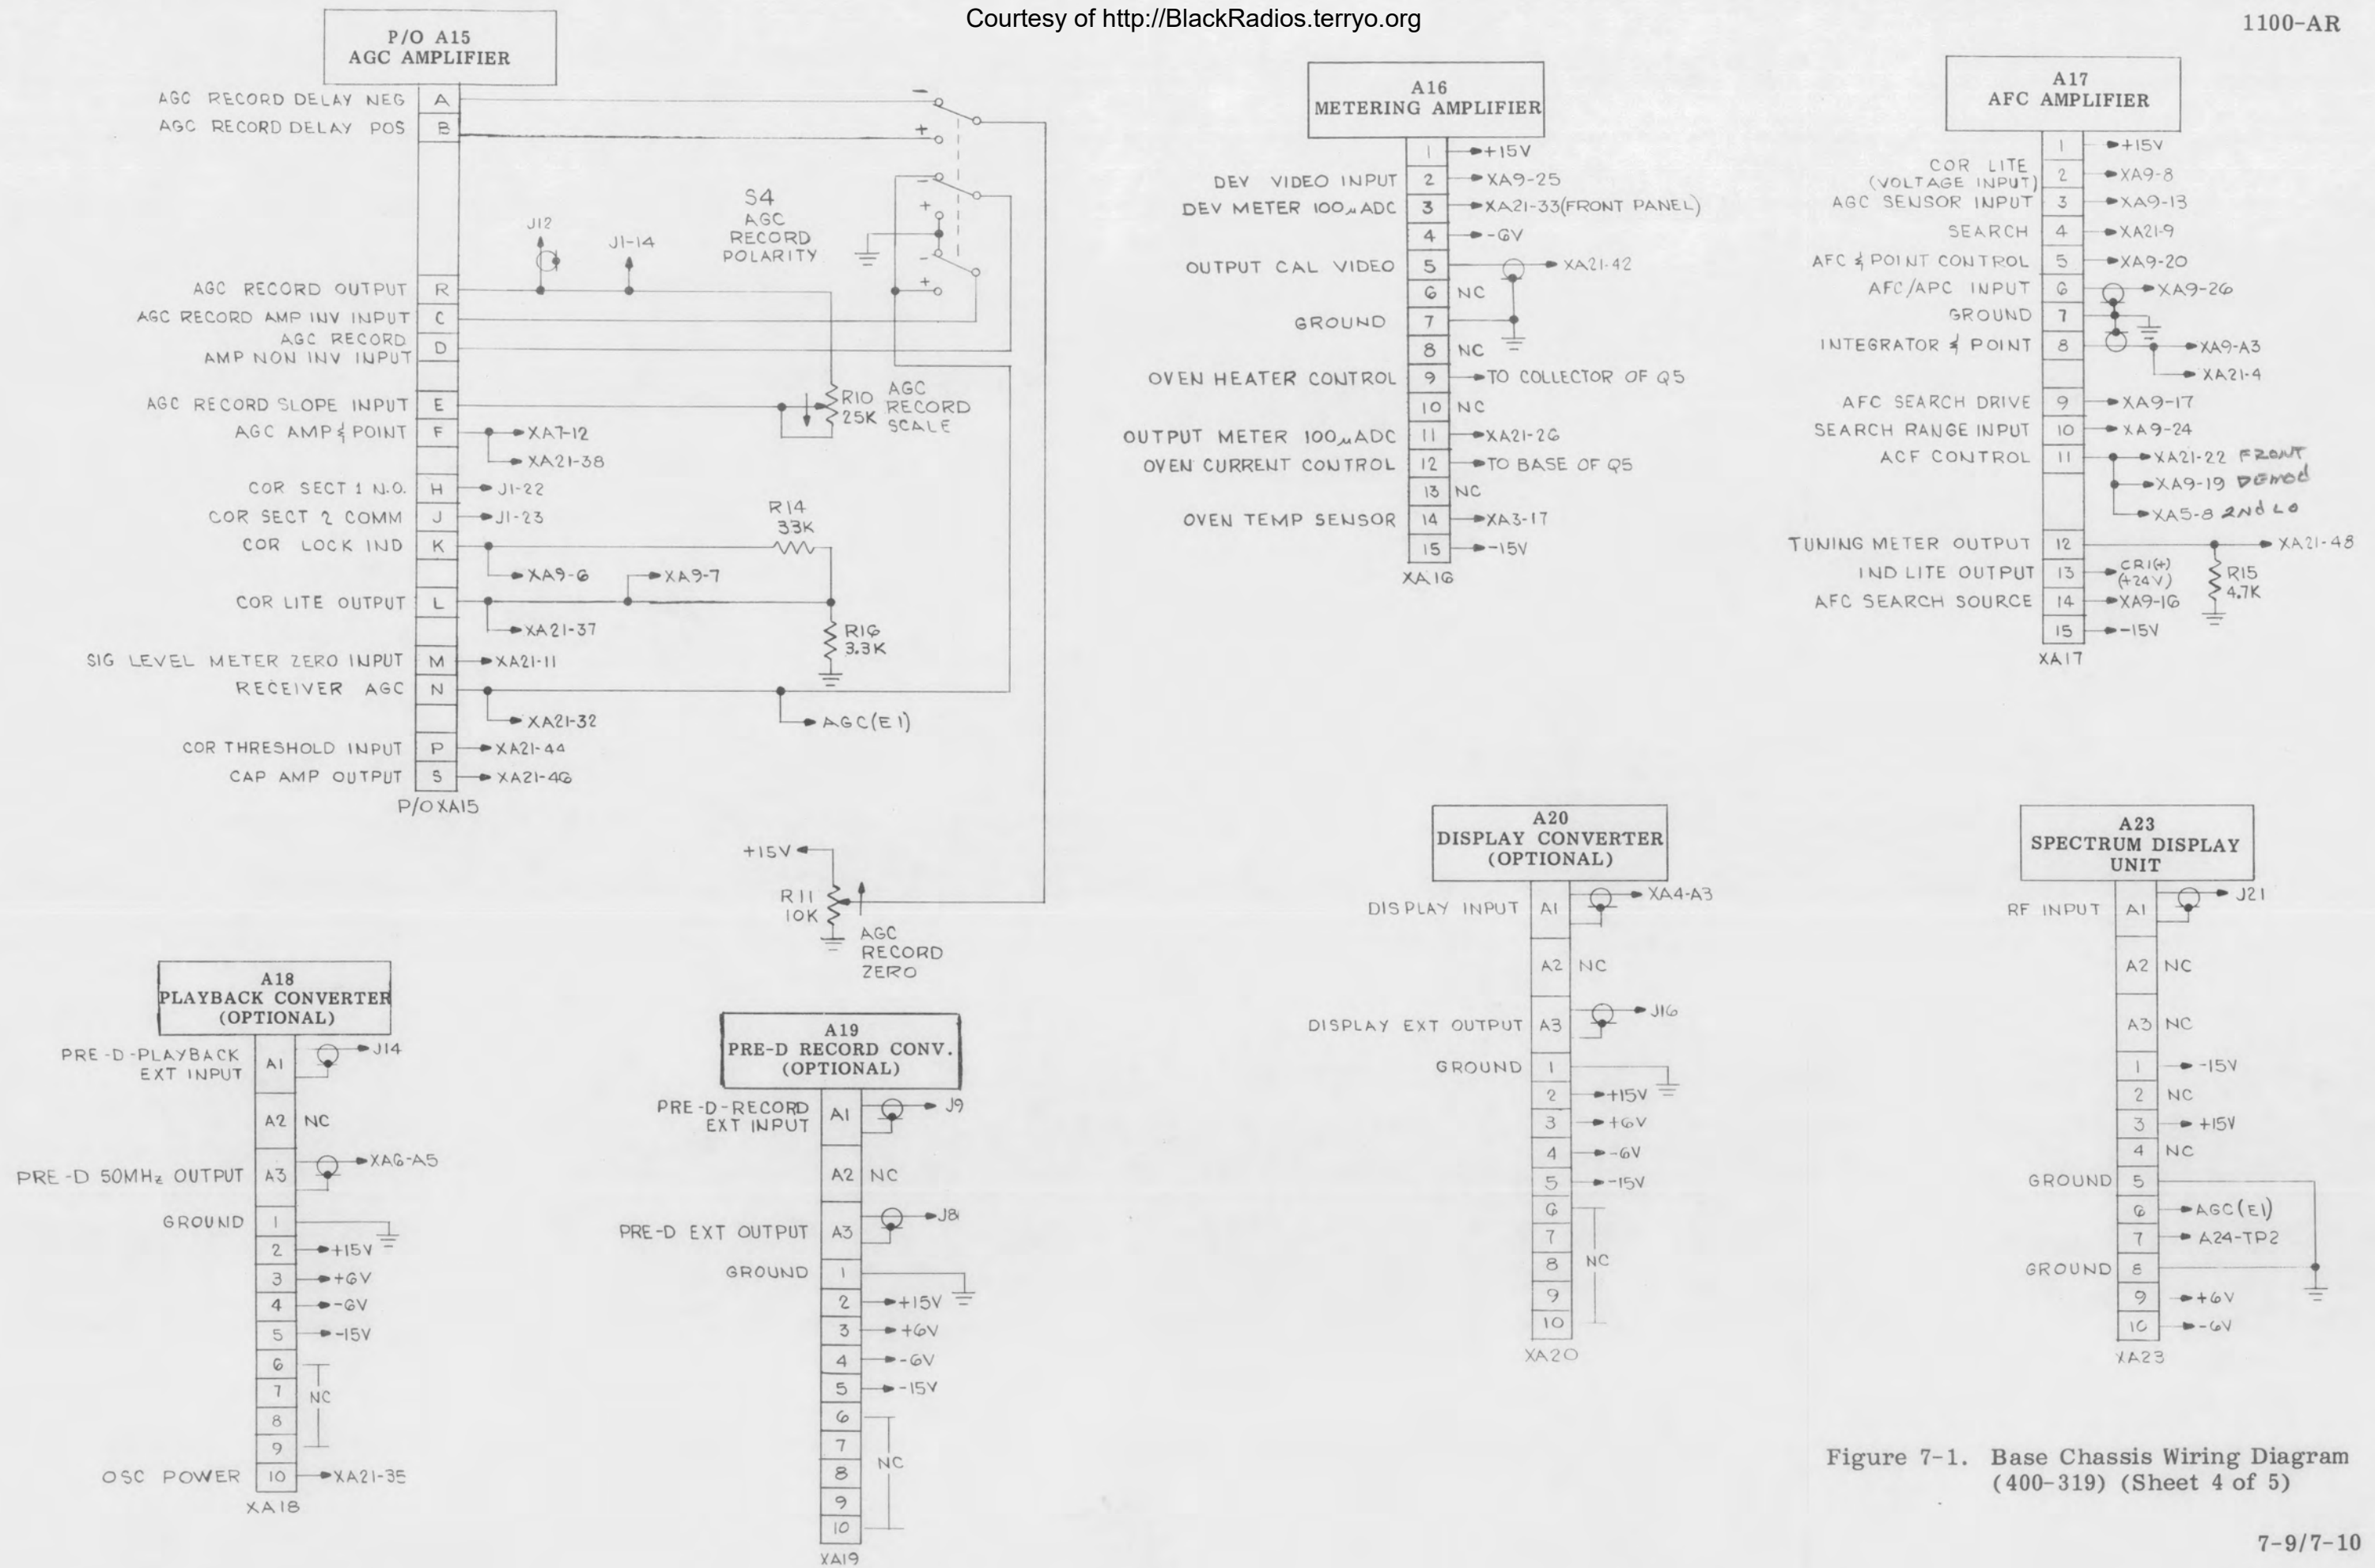 Courtesy of http://BlackRadios.terryo.org
1100-AR
P/O A15
AGC AMPLIFIER
AGC RECORD DELAY NEG A
AGC RECORD DELAY POS B
−
+
−
+
−
+
S4
AGC
RECORD
POLARITY
J12
J1-14
AGC RECORD OUTPUT R
AGC RECORD AMP INV INPUT C
AGC RECORD
AMP NON INV INPUT D
AGC RECORD SLOPE INPUT E
R10
25K
AGC
RECORD
SCALE
AGC AMP & POINT F XA7-12
XA21-38
COR SECT 1 N.O. H J1-22
COR SECT 2 COMM J J1-23
COR LOCK IND K
R14
33K
XA9-6
XA9-7
COR LITE OUTPUT L
XA21-37
R16
3.3K
SIG LEVEL METER ZERO INPUT M XA21-11
RECEIVER AGC N
XA21-32
AGC(E1)
COR THRESHOLD INPUT P XA21-44
CAP AMP OUTPUT S XA21-46
P/O XA15
+15V
R11
10K
AGC
RECORD
ZERO
A16
METERING AMPLIFIER
1 +15V
DEV VIDEO INPUT 2 XA9-25
DEV METER 100µADC 3 XA21-33(FRONT PANEL)
4 -6V
OUTPUT CAL VIDEO 5 XA21-42
6 NC
GROUND 7
8 NC
OVEN HEATER CONTROL 9 TO COLLECTOR OF Q5
10 NC
OUTPUT METER 100µADC 11 XA21-26
OVEN CURRENT CONTROL 12 TO BASE OF Q5
13 NC
OVEN TEMP SENSOR 14 XA3-17
15 -15V
XA16
A17
AFC AMPLIFIER
1 +15V
COR LITE
(VOLTAGE INPUT) 2 XA9-8
AGC SENSOR INPUT 3 XA9-13
SEARCH 4 XA21-9
AFC & POINT CONTROL 5 XA9-20
AFC/APC INPUT 6 XA9-26
GROUND 7
INTEGRATOR & POINT 8 XA9-A3
XA21-4
AFC SEARCH DRIVE 9 XA9-17
SEARCH RANGE INPUT 10 XA9-24
ACF CONTROL 11 XA21-22 FRONT
XA9-19 DEMOD
XA5-8 2ND LO
TUNING METER OUTPUT 12 XA21-48
IND LITE OUTPUT 13 CR1(+)
(+24V)
R15
4.7K
AFC SEARCH SOURCE 14 XA9-16
15 -15V
XA17
A18
PLAYBACK CONVERTER
(OPTIONAL)
PRE-D-PLAYBACK
EXT INPUT A1 J14
A2 NC
PRE-D 50MHz OUTPUT A3 XA6-A5
GROUND 1
2 +15V
3 +6V
4 -6V
5 -15V
6
7
NC
8
9
OSC POWER 10 XA21-35
XA18
A19
PRE-D RECORD CONV.
(OPTIONAL)
PRE-D-RECORD
EXT INPUT A1 J9
A2 NC
PRE-D EXT OUTPUT A3 J8
GROUND 1
2 +15V
3 +6V
4 -6V
5 -15V
6
7
NC
8
9
10
XA19
A20
DISPLAY CONVERTER
(OPTIONAL)
DISPLAY INPUT A1 XA4-A3
A2 NC
DISPLAY EXT OUTPUT A3 J16
GROUND 1
2 +15V
3 +6V
4 -6V
5 -15V
6
7
8 NC
9
10
XA20
A23
SPECTRUM DISPLAY
UNIT
RF INPUT A1 J21
A2 NC
A3 NC
1 -15V
2 NC
3 +15V
4 NC
GROUND 5
6 AGC(E1)
7 A24-TP2
GROUND 8
9 +6V
10 -6V
XA23
Figure 7-1. Base Chassis Wiring Diagram
(400-319) (Sheet 4 of 5)
7-9/7-10